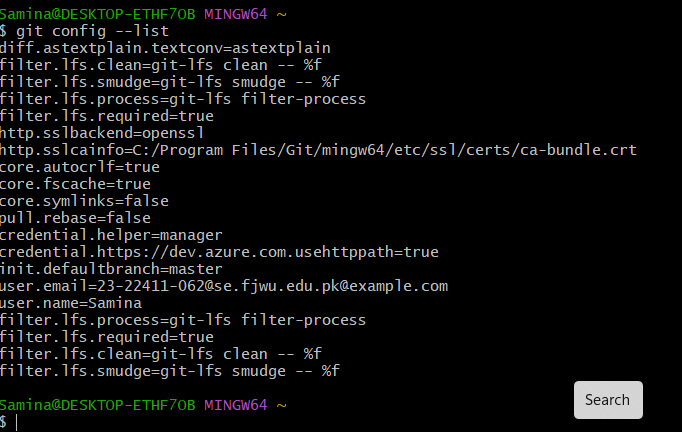 Samina@DESKTOP-ETHF7OB MINGW64 ~
$ git config --list
diff.astextplain.textconv=astextplain
filter.lfs.clean=git-lfs clean -- %f
filter.lfs.smudge=git-lfs smudge -- %f
filter.lfs.process=git-lfs filter-process
filter.lfs.required=true
http.sslbackend=openssl
http.sslcainfo=C:/Program Files/Git/mingw64/etc/ssl/certs/ca-bundle.crt
core.autocrlf=true
core.fscache=true
core.symlinks=false
pull.rebase=false
credential.helper=manager
credential.https://dev.azure.com.usehttppath=true
init.defaultbranch=master
user.email=23-22411-062@se.fjwu.edu.pk@example.com
user.name=Samina
filter.lfs.process=git-lfs filter-process
filter.lfs.required=true
filter.lfs.clean=git-lfs clean -- %f
filter.lfs.smudge=git-lfs smudge -- %f
Samina@DESKTOP-ETHF7OB MINGW64 ~
$
Search